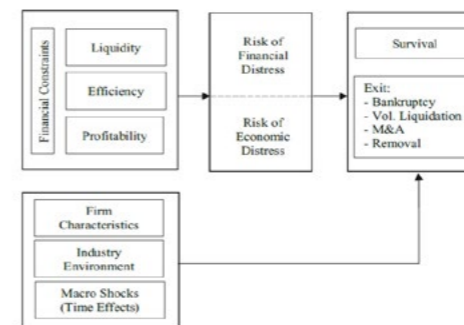 Financial Constraints
Liquidity
Efficiency
Profitability
Risk of
Financial
Distress
Risk of
Economic
Distress
Survival
Exit:
- Bankruptcy
- Vol. Liquidation
- M&A
- Removal
Firm
Characteristics
Industry
Environment
Macro Shocks
(Time Effects)